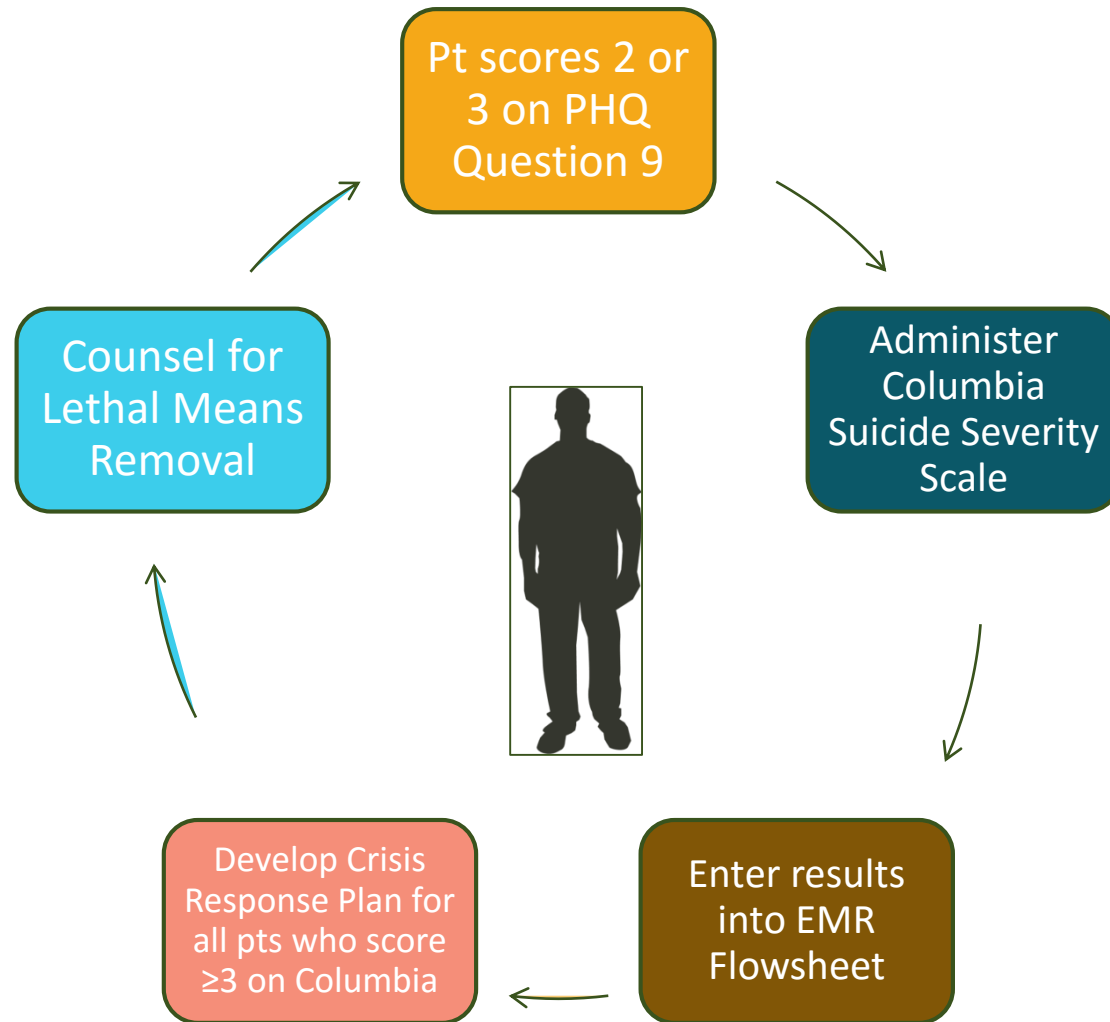 Pt scores 2 or
3 on PHQ
Question 9
Administer
Columbia
Suicide Severity
Scale
Enter results
into EMR
Flowsheet
Develop Crisis
Response Plan for
all pts who score
≥3 on Columbia
Counsel for
Lethal Means
Removal